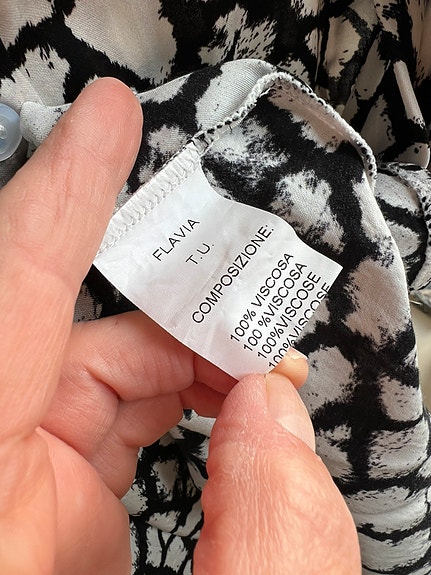 FLAVIA
T.U.
COMPOSIZIONE:
100% VISCOSA
100 %VISCOSA
100%VISCOSE
100%VISCOSE